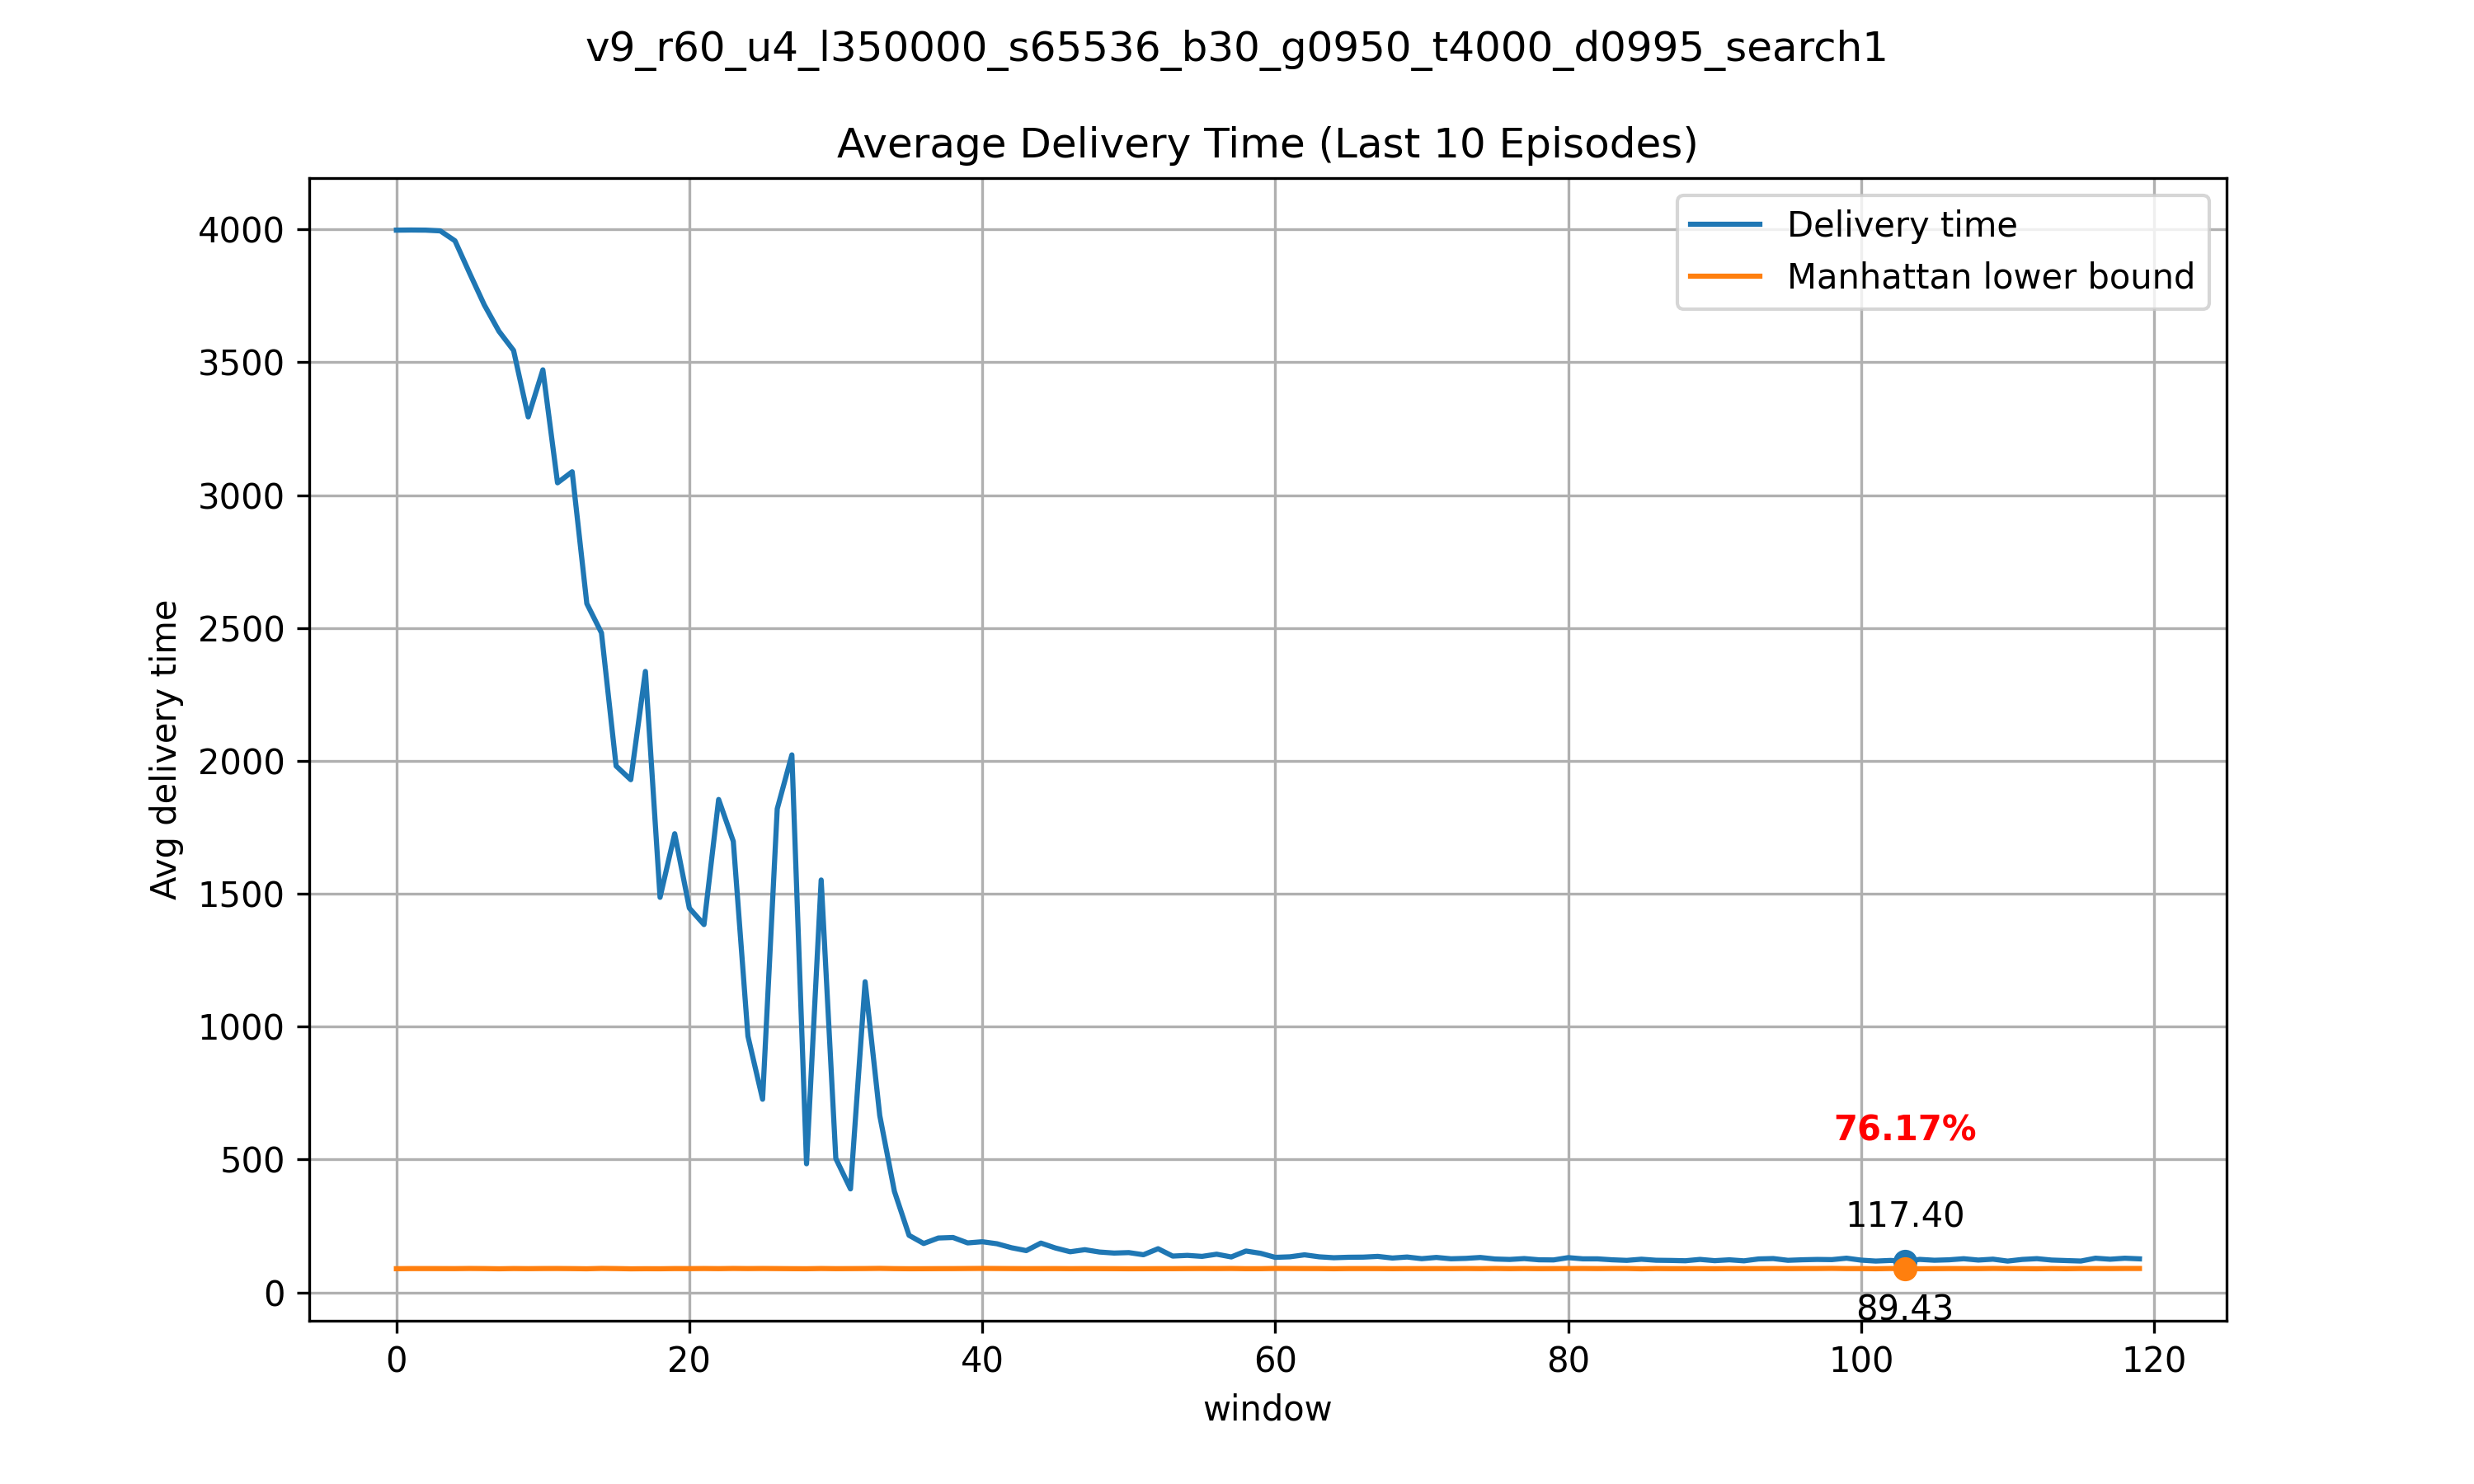 v9_r60_u4_l350000_s65536_b30_g0950_t4000_d0995_search1
Average Delivery Time (Last 10 Episodes)
Delivery time
Manhattan lower bound
Avg delivery time
4000
3500
3000
2500
2000
1500
1000
500
0
76.17%
117.40
89.43
0 20 40 60 80 100 120
window